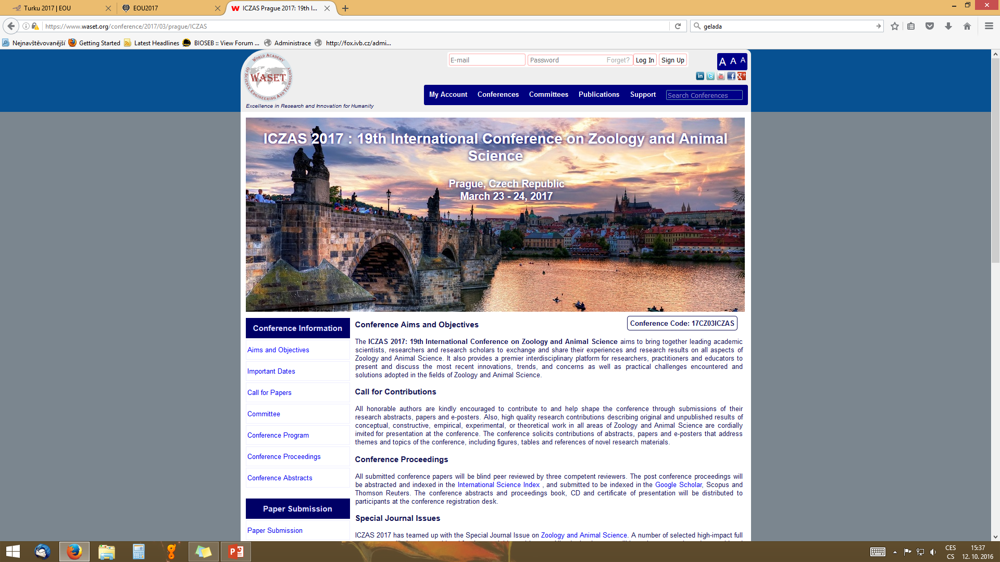 Turku 2017 | EOU
EOU2017
ICZAS Prague 2017: 19th I...
https://www.waset.org/conference/2017/03/prague/ICZAS
gelada
Nejnavštěvovanější
Getting Started
Latest Headlines
BIOSEB :: View Forum ...
Administrace
http://fox.ivb.cz/admi...
WORLD ACADEMY
OF SCIENCE, ENGINEERING AND TECHNOLOGY
WASET
Excellence in Research and Innovation for Humanity
E-mail
Password
Forget?
Log In
Sign Up
A A A
My Account
Conferences
Committees
Publications
Support
Search Conferences
ICZAS 2017 : 19th International Conference on Zoology and Animal
Science
Prague, Czech Republic
March 23 - 24, 2017
Conference Information
Aims and Objectives
Important Dates
Call for Papers
Committee
Conference Program
Conference Proceedings
Conference Abstracts
Paper Submission
Paper Submission
Conference Aims and Objectives
Conference Code: 17CZ03ICZAS
The ICZAS 2017: 19th International Conference on Zoology and Animal Science aims to bring together leading academic
scientists, researchers and research scholars to exchange and share their experiences and research results on all aspects of
Zoology and Animal Science. It also provides a premier interdisciplinary platform for researchers, practitioners and educators to
present and discuss the most recent innovations, trends, and concerns as well as practical challenges encountered and
solutions adopted in the fields of Zoology and Animal Science.
Call for Contributions
All honorable authors are kindly encouraged to contribute to and help shape the conference through submissions of their
research abstracts, papers and e-posters. Also, high quality research contributions describing original and unpublished results of
conceptual, constructive, empirical, experimental, or theoretical work in all areas of Zoology and Animal Science are cordially
invited for presentation at the conference. The conference solicits contributions of abstracts, papers and e-posters that address
themes and topics of the conference, including figures, tables and references of novel research materials.
Conference Proceedings
All submitted conference papers will be blind peer reviewed by three competent reviewers. The post conference proceedings will
be abstracted and indexed in the International Science Index , and submitted to be indexed in the Google Scholar, Scopus and
Thomson Reuters. The conference abstracts and proceedings book, CD and certificate of presentation will be distributed to
participants at the conference registration desk.
Special Journal Issues
ICZAS 2017 has teamed up with the Special Journal Issue on Zoology and Animal Science. A number of selected high-impact full
CES
CS
15:37
12. 10. 2016